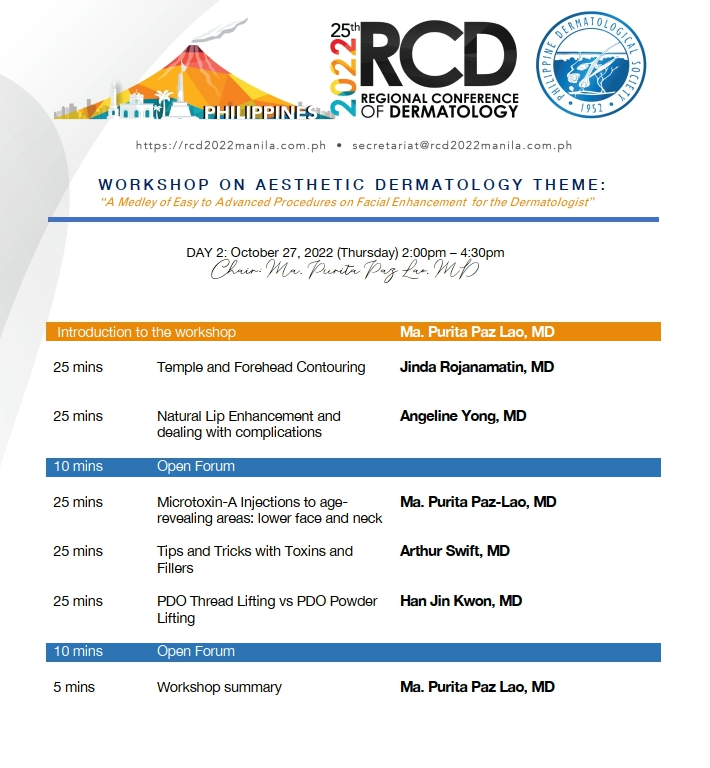 25th
2022
RCD
REGIONAL CONFERENCE
OF DERMATOLOGY
PHILIPPINES
PHILIPPINE DERMATOLOGICAL SOCIETY
• 1952 •
https://rcd2022manila.com.ph • secretariat@rcd2022manila.com.ph
WORKSHOP ON AESTHETIC DERMATOLOGY THEME:
“A Medley of Easy to Advanced Procedures on Facial Enhancement for the Dermatologist”
DAY 2: October 27, 2022 (Thursday) 2:00pm – 4:30pm
Chair: Ma. Purita Paz Lao, MD
Introduction to the workshop Ma. Purita Paz Lao, MD
25 mins Temple and Forehead Contouring Jinda Rojanamatin, MD
25 mins Natural Lip Enhancement and Angeline Yong, MD
dealing with complications
10 mins Open Forum
25 mins Microtoxin-A Injections to age- Ma. Purita Paz-Lao, MD
revealing areas: lower face and neck
25 mins Tips and Tricks with Toxins and Arthur Swift, MD
Fillers
25 mins PDO Thread Lifting vs PDO Powder Han Jin Kwon, MD
Lifting
10 mins Open Forum
5 mins Workshop summary Ma. Purita Paz Lao, MD